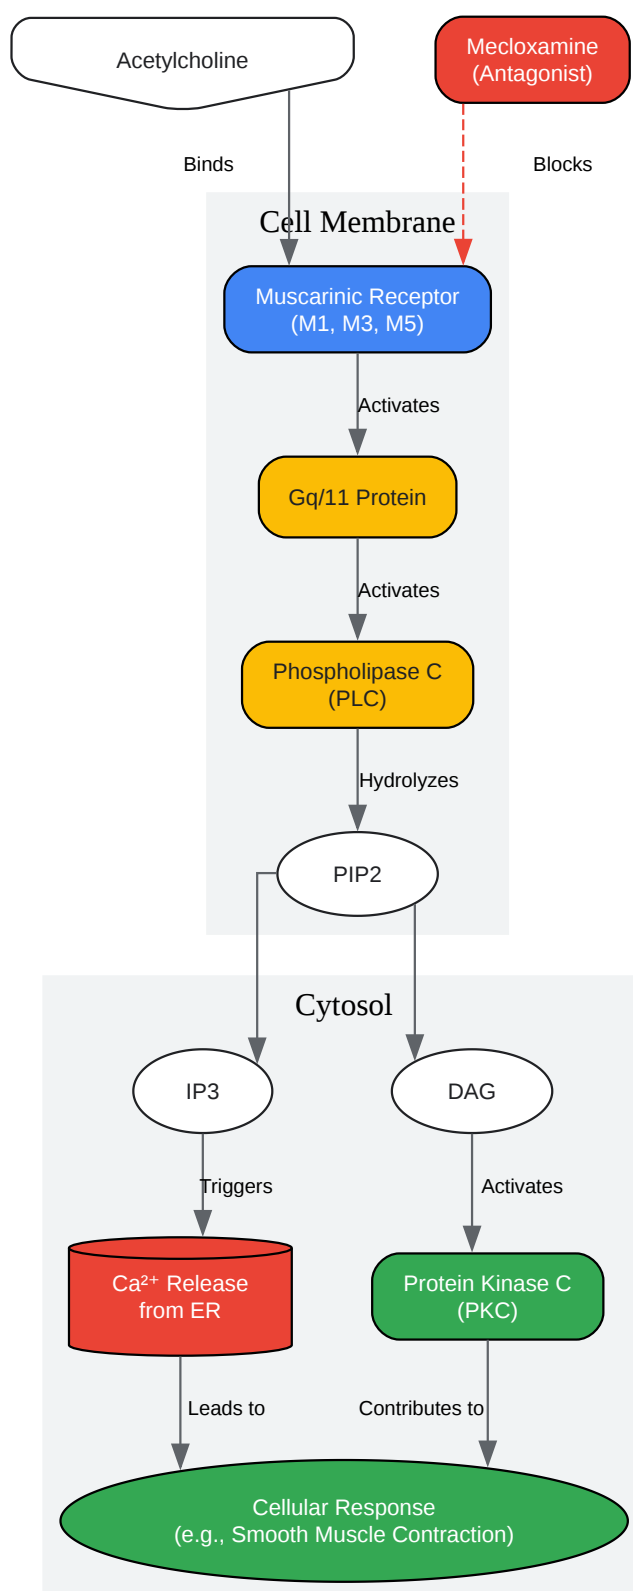 Acetylcholine
Mecloxamine
(Antagonist)
Binds
Blocks
Cell Membrane
Muscarinic Receptor
(M1, M3, M5)
Activates
Gq/11 Protein
Activates
Phospholipase C
(PLC)
Hydrolyzes
PIP2
Cytosol
IP3
DAG
Triggers
Activates
Ca²⁺ Release
from ER
Protein Kinase C
(PKC)
Leads to
Contributes to
Cellular Response
(e.g., Smooth Muscle Contraction)